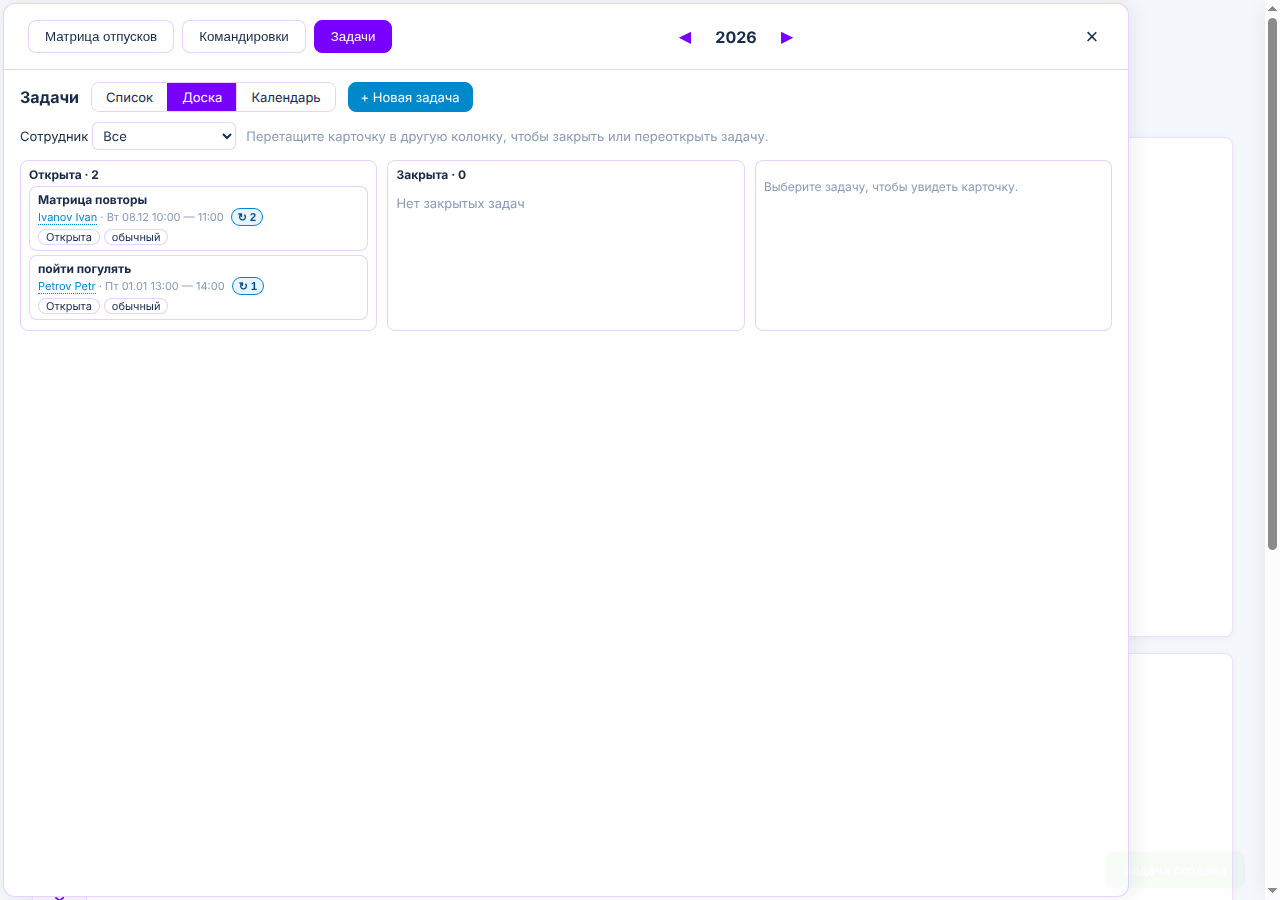 Матрица отпусков Командировки Задачи ◀ 2026 ▶ ×
Задачи Список Доска Календарь + Новая задача
Сотрудник Все Перетащите карточку в другую колонку, чтобы закрыть или переоткрыть задачу.
Открыта · 2
Матрица повторы
Ivanov Ivan · Вт 08.12 10:00 — 11:00 ↻ 2
Открыта обычный
пойти погулять
Petrov Petr · Пт 01.01 13:00 — 14:00 ↻ 1
Открыта обычный
Закрыта · 0
Нет закрытых задач
Выберите задачу, чтобы увидеть карточку.